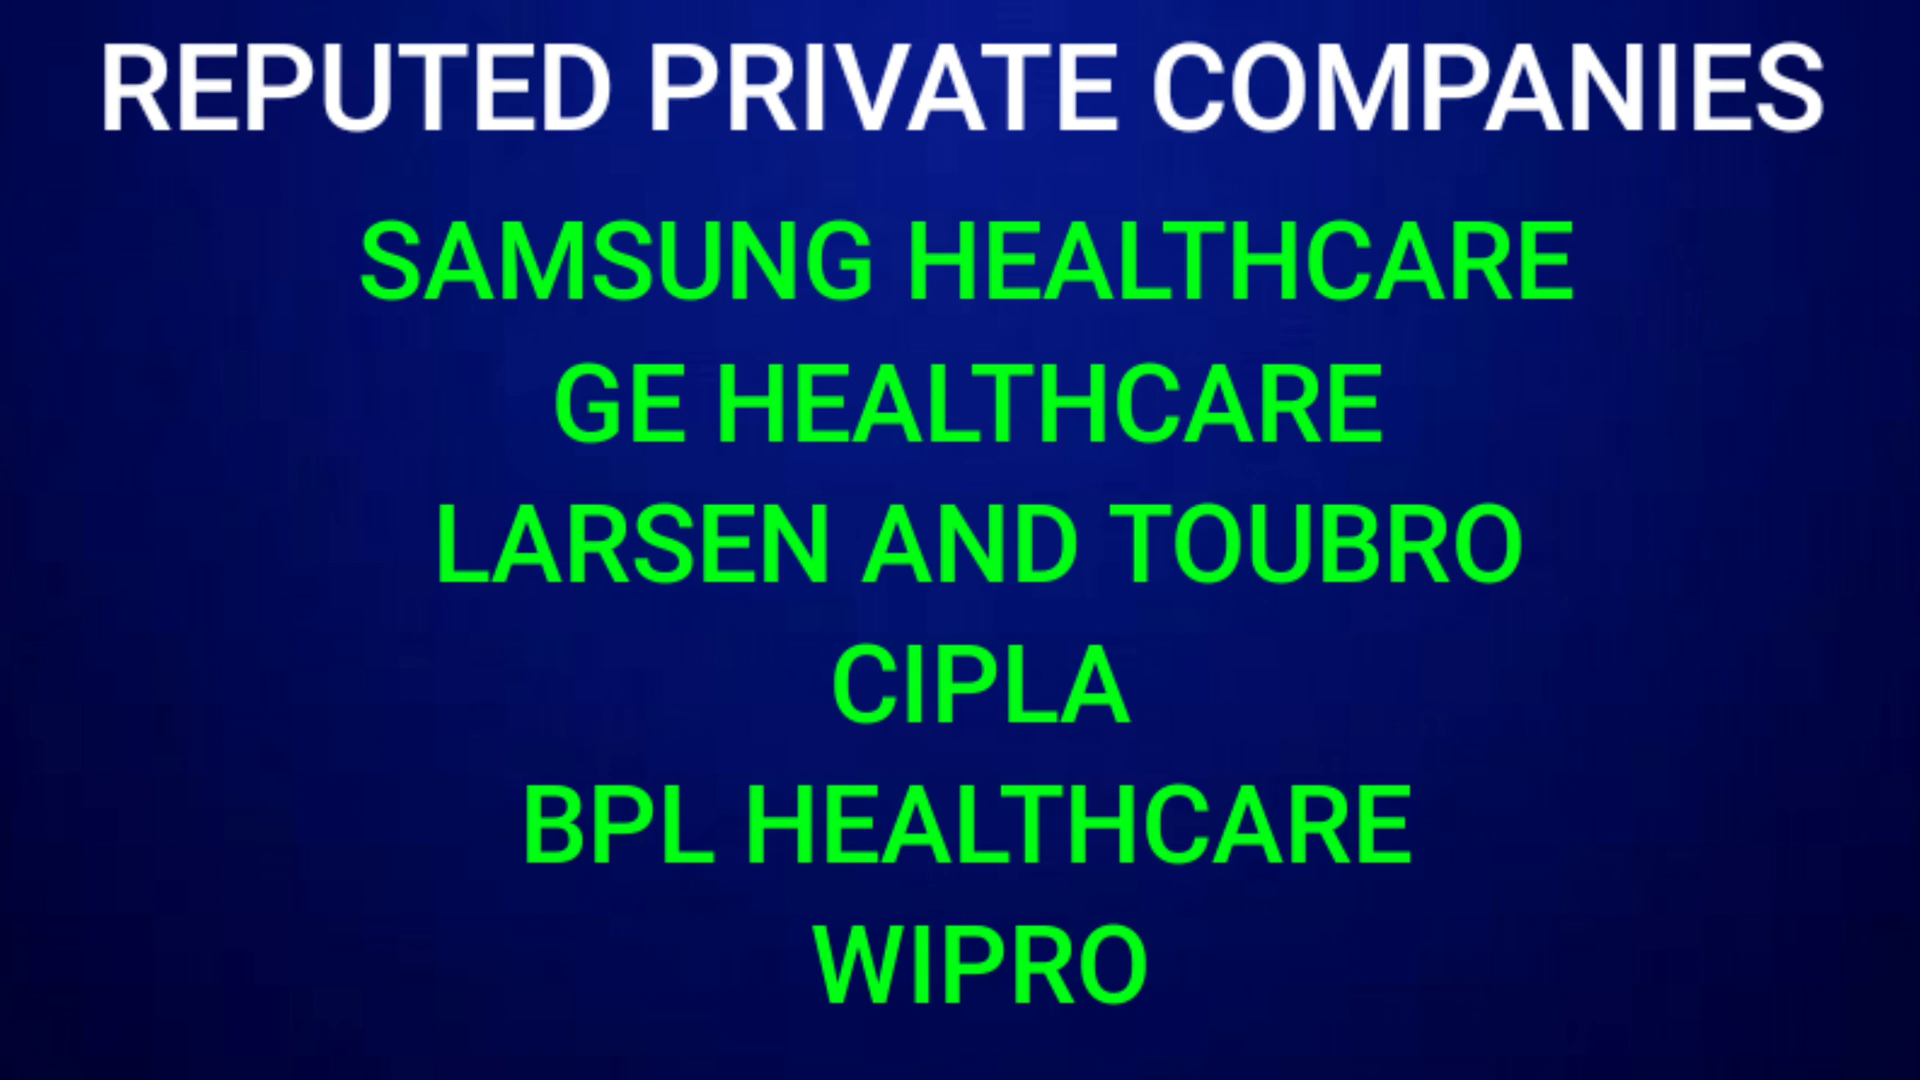 REPUTED PRIVATE COMPANIES
SAMSUNG HEALTHCARE
GE HEALTHCARE
LARSEN AND TOUBRO
CIPLA
BPL HEALTHCARE
WIPRO